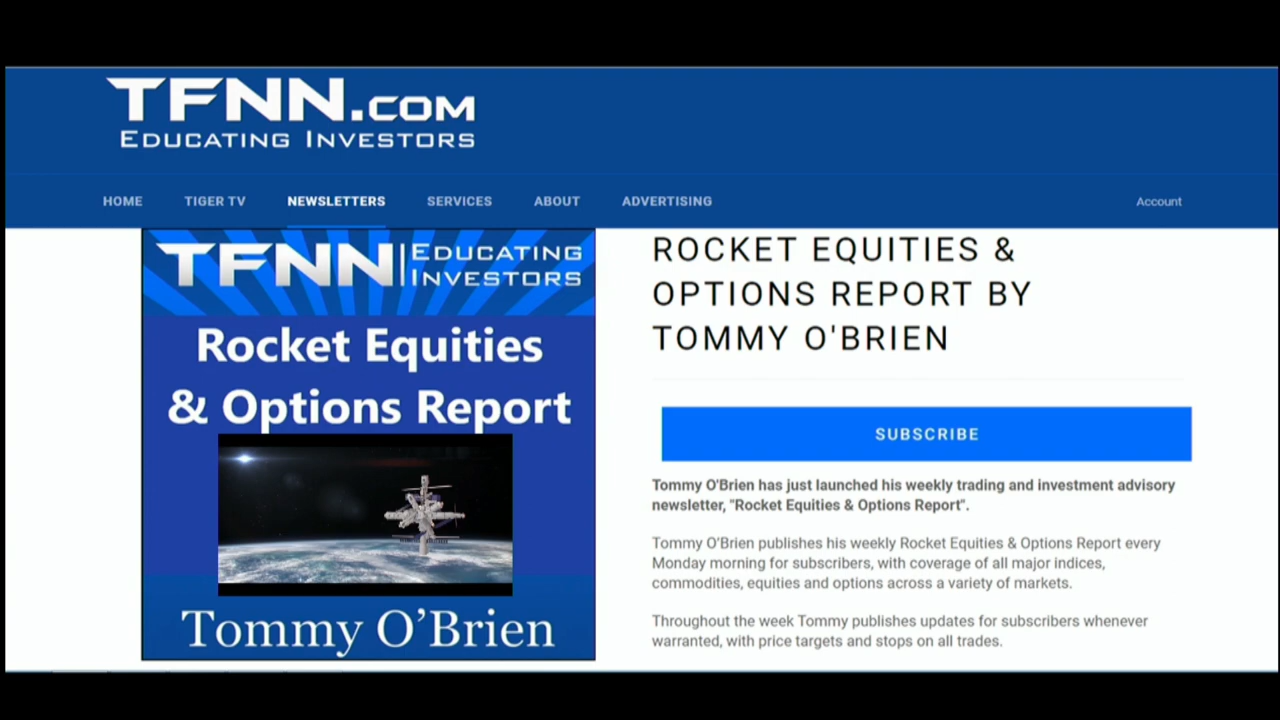 TFNN.COM
EDUCATING INVESTORS
HOME TIGER TV NEWSLETTERS SERVICES ABOUT ADVERTISING Account
TFNN EDUCATING
INVESTORS
Rocket Equities
& Options Report
Tommy O’Brien
ROCKET EQUITIES &
OPTIONS REPORT BY
TOMMY O'BRIEN
SUBSCRIBE
Tommy O'Brien has just launched his weekly trading and investment advisory
newsletter, "Rocket Equities & Options Report".
Tommy O’Brien publishes his weekly Rocket Equities & Options Report every
Monday morning for subscribers, with coverage of all major indices,
commodities, equities and options across a variety of markets.
Throughout the week Tommy publishes updates for subscribers whenever
warranted, with price targets and stops on all trades.